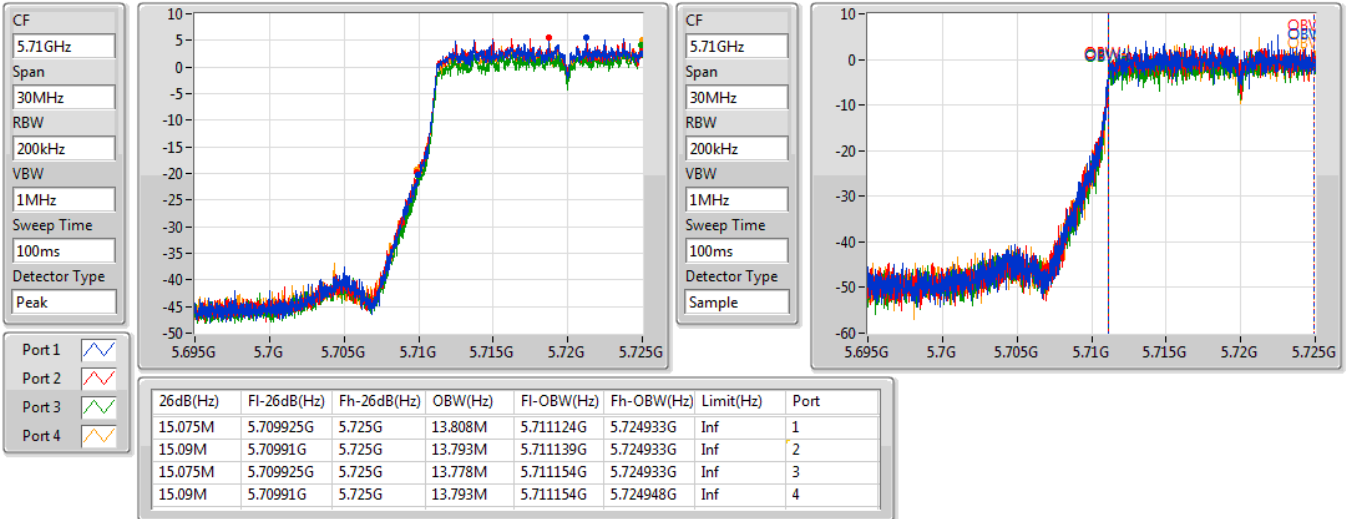 CF
5.71GHz
Span
30MHz
RBW
200kHz
VBW
1MHz
Sweep Time
100ms
Detector Type
Peak
10
5
0
-5
-10
-15
-20
-25
-30
-35
-40
-45
-50
5.695G 5.7G 5.705G 5.71G 5.715G 5.72G 5.725G
CF
5.71GHz
Span
30MHz
RBW
200kHz
VBW
1MHz
Sweep Time
100ms
Detector Type
Sample
10
0
-10
-20
-30
-40
-50
-60
OBW
OBV
OBV
OBV
5.695G 5.7G 5.705G 5.71G 5.715G 5.72G 5.725G
Port 1
Port 2
Port 3
Port 4
26dB(Hz) Fl-26dB(Hz) Fh-26dB(Hz) OBW(Hz) Fl-OBW(Hz) Fh-OBW(Hz) Limit(Hz) Port
15.075M 5.709925G 5.725G 13.808M 5.711124G 5.724933G Inf 1
15.09M 5.70991G 5.725G 13.793M 5.711139G 5.724933G Inf 2
15.075M 5.709925G 5.725G 13.778M 5.711154G 5.724933G Inf 3
15.09M 5.70991G 5.725G 13.793M 5.711154G 5.724948G Inf 4